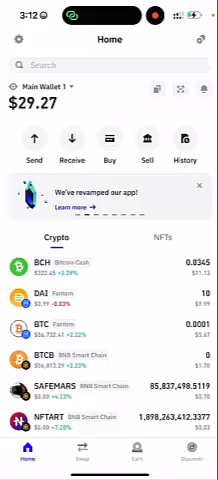 3:12
Home
Search
Main Wallet 1
$29.27
Send Receive Buy Sell History
We've revamped our app!
Learn more
Crypto NFTs
BCH Bitcoin Cash 0.0345
$322.45 +2.29% $11.13
DAI Fantom 10
$0.99 -0.03% $9.99
BTC Fantom 0.0001
$56,732.41 +2.22% $5.67
BTCB BNB Smart Chain 0
$56,813.29 +2.23% $1.70
SAFEMARS BNB Smart Chain 85,837,498.5119
$0.00 +4.23% $0.70
NFTART BNB Smart Chain 1,898,263,412.3377
$0.00 +7.20% $0.03
Home Swap Earn Discover